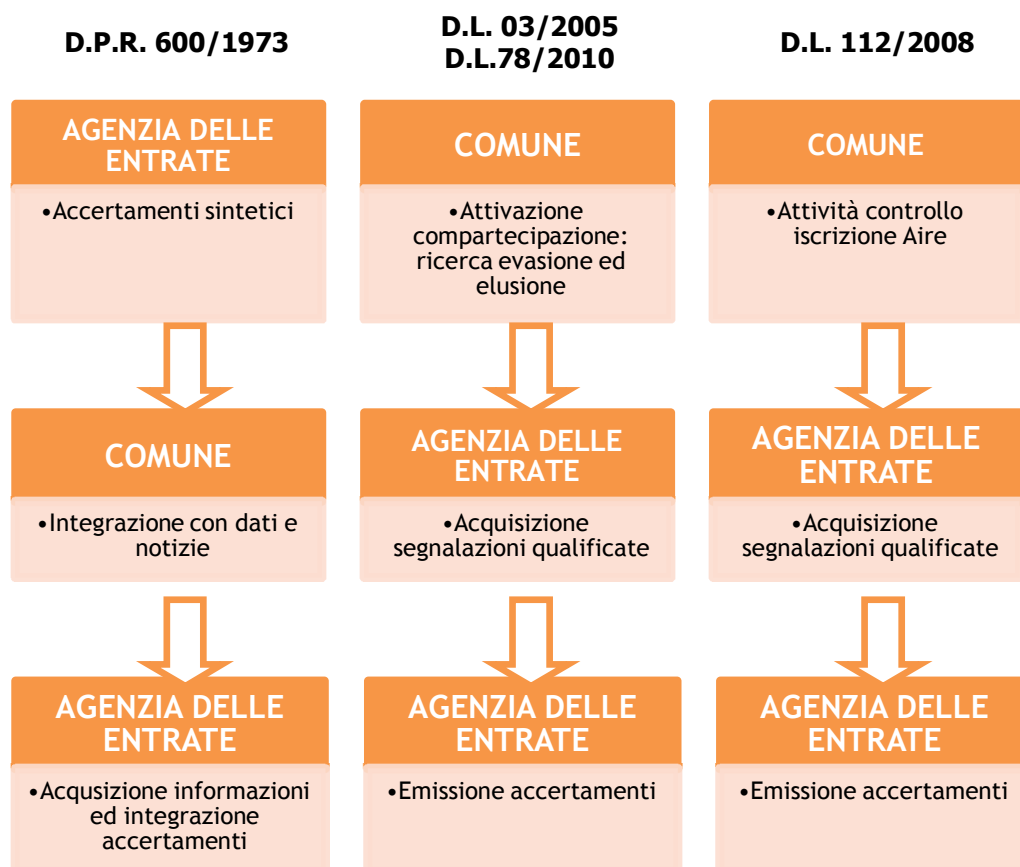 D.P.R. 600/1973
AGENZIA DELLE
ENTRATE
•Accertamenti sintetici
COMUNE
•Integrazione con dati e
notizie
AGENZIA DELLE
ENTRATE
•Acqusizione informazioni
ed integrazione
accertamenti
D.L. 03/2005
D.L.78/2010
COMUNE
•Attivazione
compartecipazione:
ricerca evasione ed
elusione
AGENZIA DELLE
ENTRATE
•Acquisizione
segnalazioni qualificate
AGENZIA DELLE
ENTRATE
•Emissione accertamenti
D.L. 112/2008
COMUNE
•Attività controllo
iscrizione Aire
AGENZIA DELLE
ENTRATE
•Acquisizione
segnalazioni qualificate
AGENZIA DELLE
ENTRATE
•Emissione accertamenti